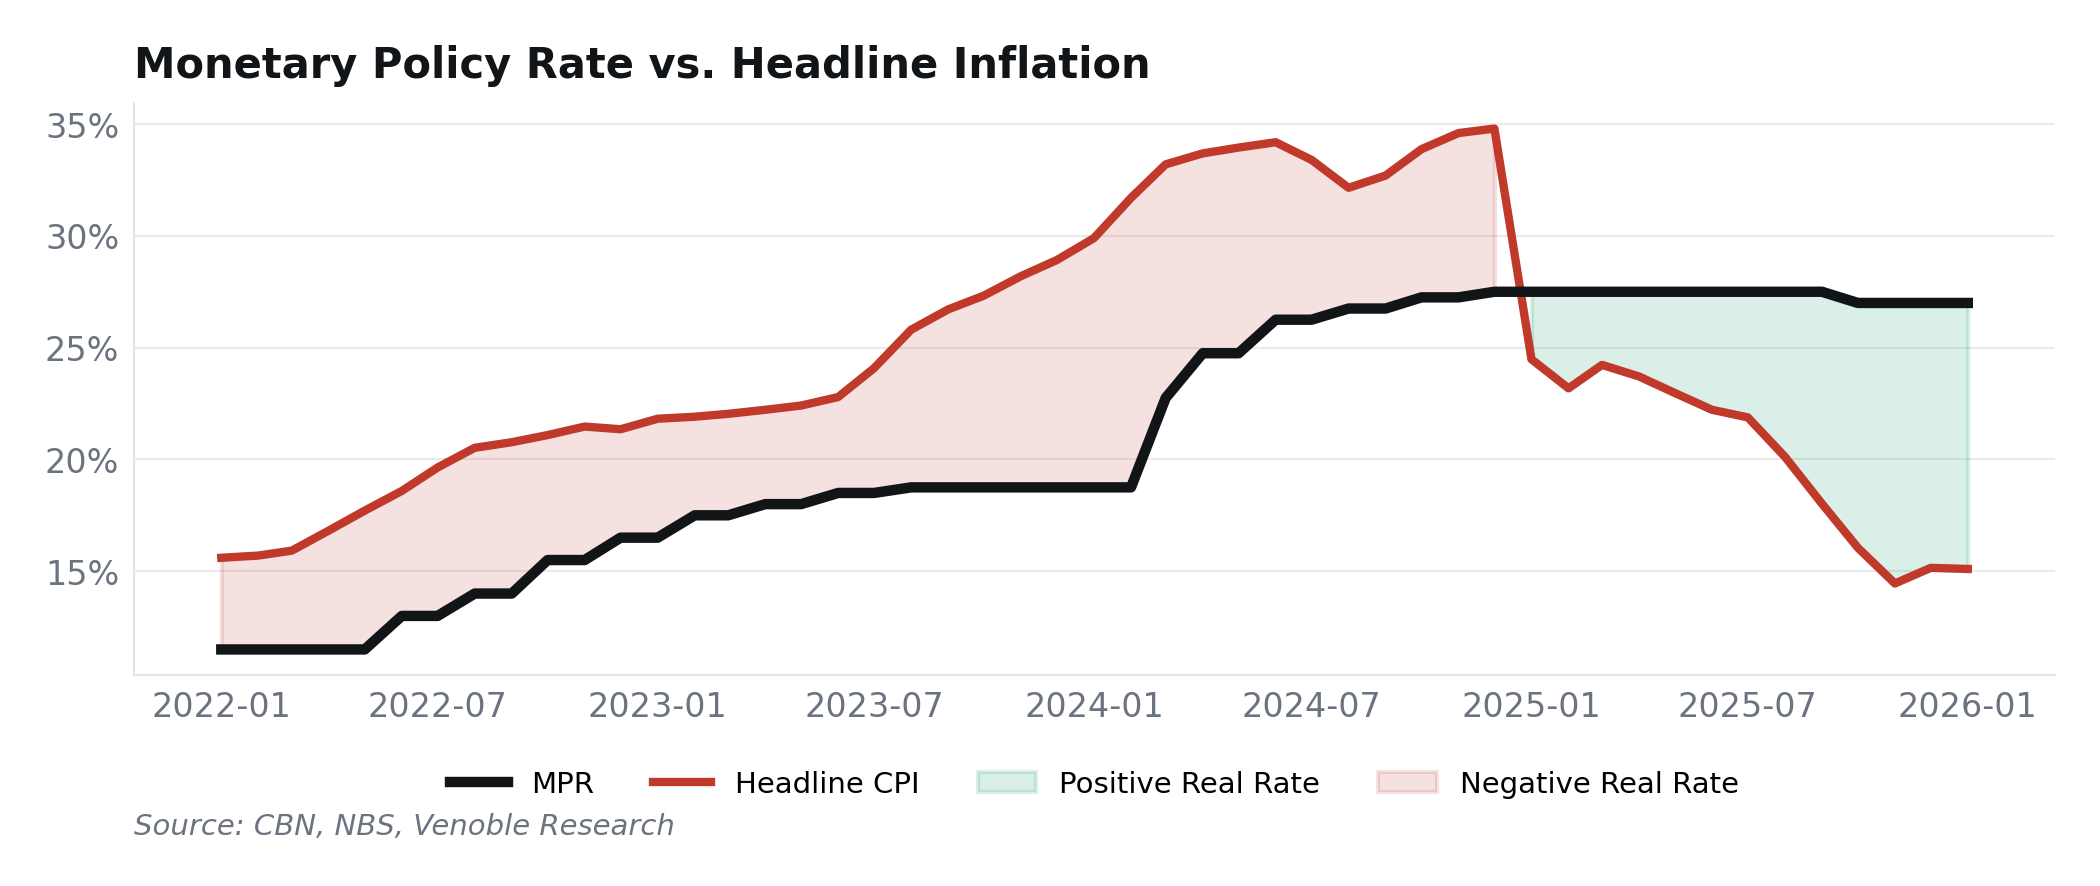 Monetary Policy Rate vs. Headline Inflation
35%
30%
25%
20%
15%
2022-01 2022-07 2023-01 2023-07 2024-01 2024-07 2025-01 2025-07 2026-01
MPR Headline CPI Positive Real Rate Negative Real Rate
Source: CBN, NBS, Venoble Research